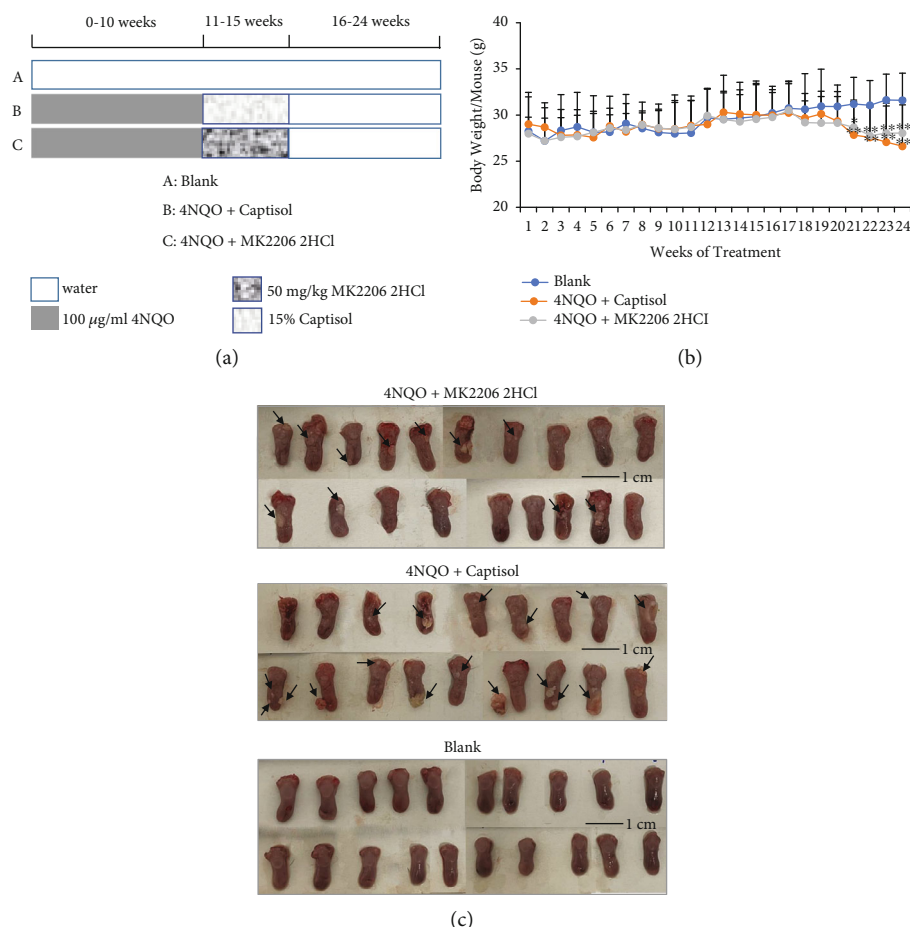 0-10 weeks 11-15 weeks 16-24 weeks
A
B
C
A: Blank
B: 4NQO + Captisol
C: 4NQO + MK2206 2HCl
water
50 mg/kg MK2206 2HCl
100 µg/ml 4NQO
15% Captisol
(a)
Body Weight/Mouse (g)
40
35
30
25
20
** ** ** **
** ** ** **
1 2 3 4 5 6 7 8 9 10 11 12 13 14 15 16 17 18 19 20 21 22 23 24
Weeks of Treatment
Blank
4NQO + Captisol
4NQO + MK2206 2HCI
(b)
4NQO + MK2206 2HCl
1 cm
4NQO + Captisol
1 cm
Blank
1 cm
(c)